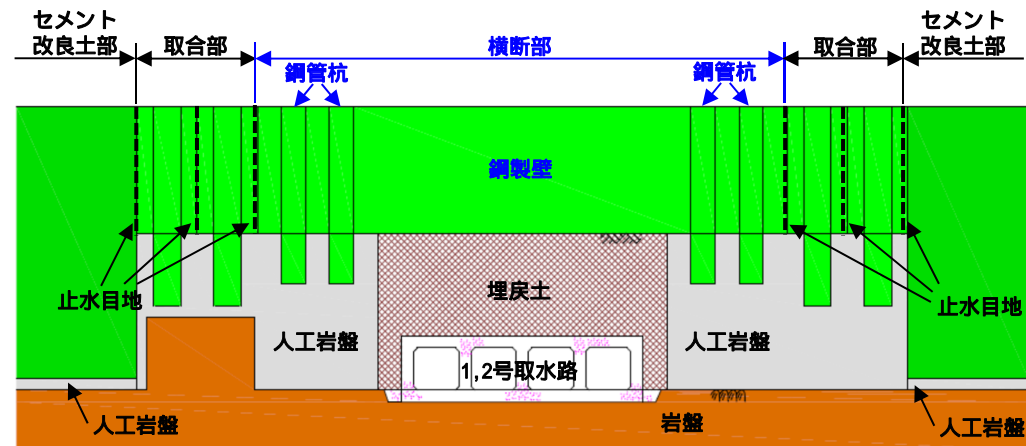 セメント
改良土部
取合部
横断部
取合部
セメント
改良土部
鋼管杭
鋼管杭
鋼製壁
止水目地
埋戻土
止水目地
人工岩盤
人工岩盤
1,2号取水路
人工岩盤
岩盤
人工岩盤